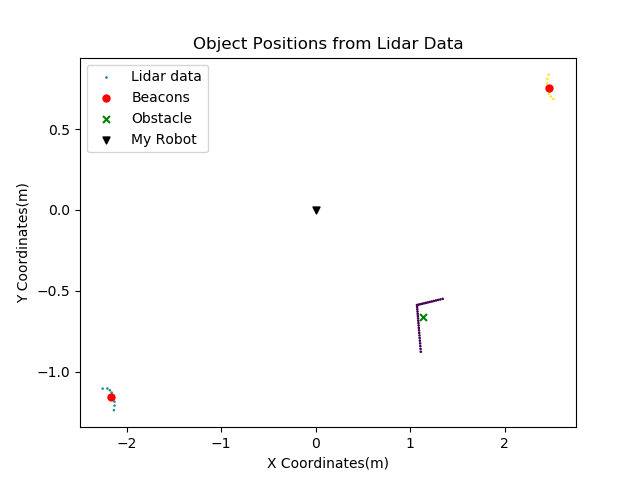 Object Positions from Lidar Data
Lidar data
Beacons
Obstacle
My Robot
0.5
0.0
−0.5
−1.0
Y Coordinates(m)
−2
−1
0
1
2
X Coordinates(m)